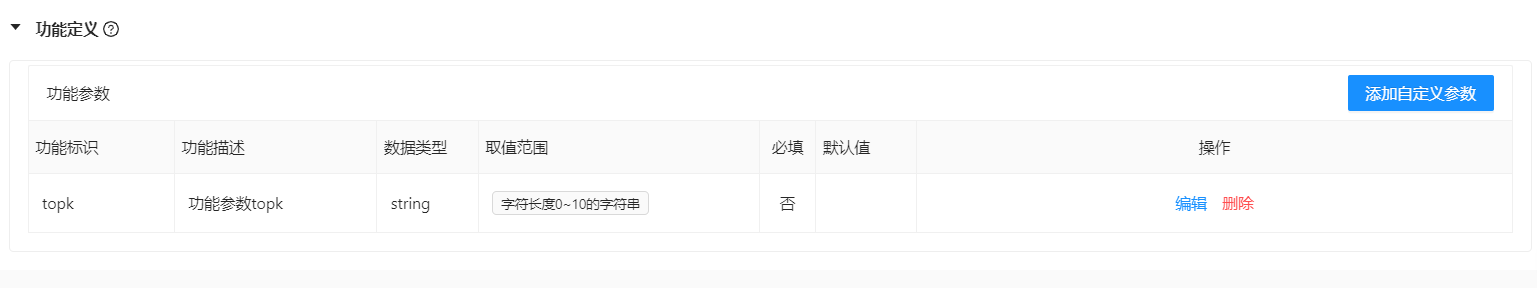 功能定义
功能参数 添加自定义参数
功能标识 功能描述 数据类型 取值范围 必填 默认值 操作
topk 功能参数topk string 字符长度0~10的字符串 否 编辑 删除